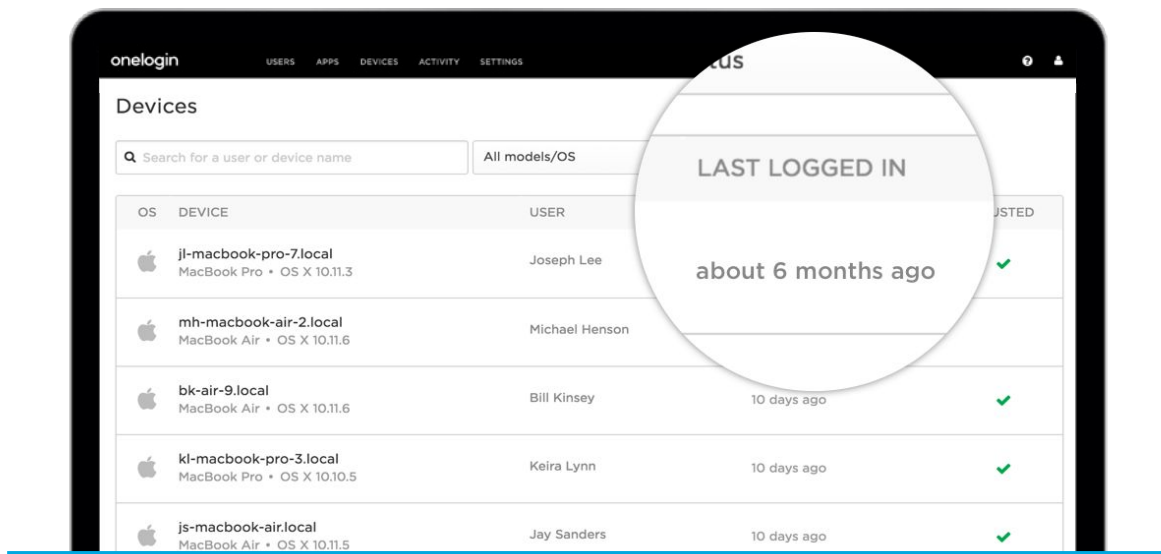 onelogin
USERS APPS DEVICES ACTIVITY SETTINGS
Devices
Search for a user or device name
All models/OS
LAST LOGGED IN
OS DEVICE USER
jl-macbook-pro-7.local
MacBook Pro • OS X 10.11.3
Joseph Lee
about 6 months ago
mh-macbook-air-2.local
MacBook Air • OS X 10.11.6
Michael Henson
bk-air-9.local
MacBook Air • OS X 10.11.6
Bill Kinsey
10 days ago
kl-macbook-pro-3.local
MacBook Pro • OS X 10.10.5
Keira Lynn
10 days ago
js-macbook-air.local
MacBook Air • OS X 10.11.5
Jay Sanders
10 days ago